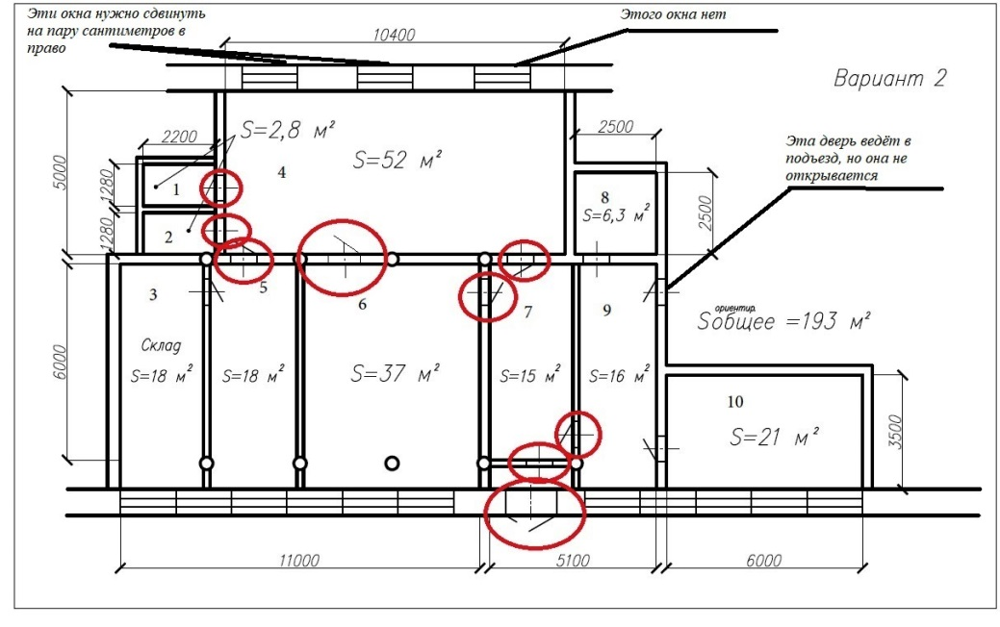 Эти окна нужно сдвинуть
на пару сантиметров в
право
Этого окна нет
10400
Вариант 2
2200
S=2,8 м²
2500
Эта дверь ведёт в
подъезд, но она не
открывается
5000
1280
1
4
S=52 м²
8
S=6,3 м²
2500
1280
2
3
5
6
7
9
ориентир.
Sобщее =193 м²
6000
Склад
S=18 м²
S=18 м²
S=37 м²
S=15 м²
S=16 м²
10
S=21 м²
3500
11000
5100
6000